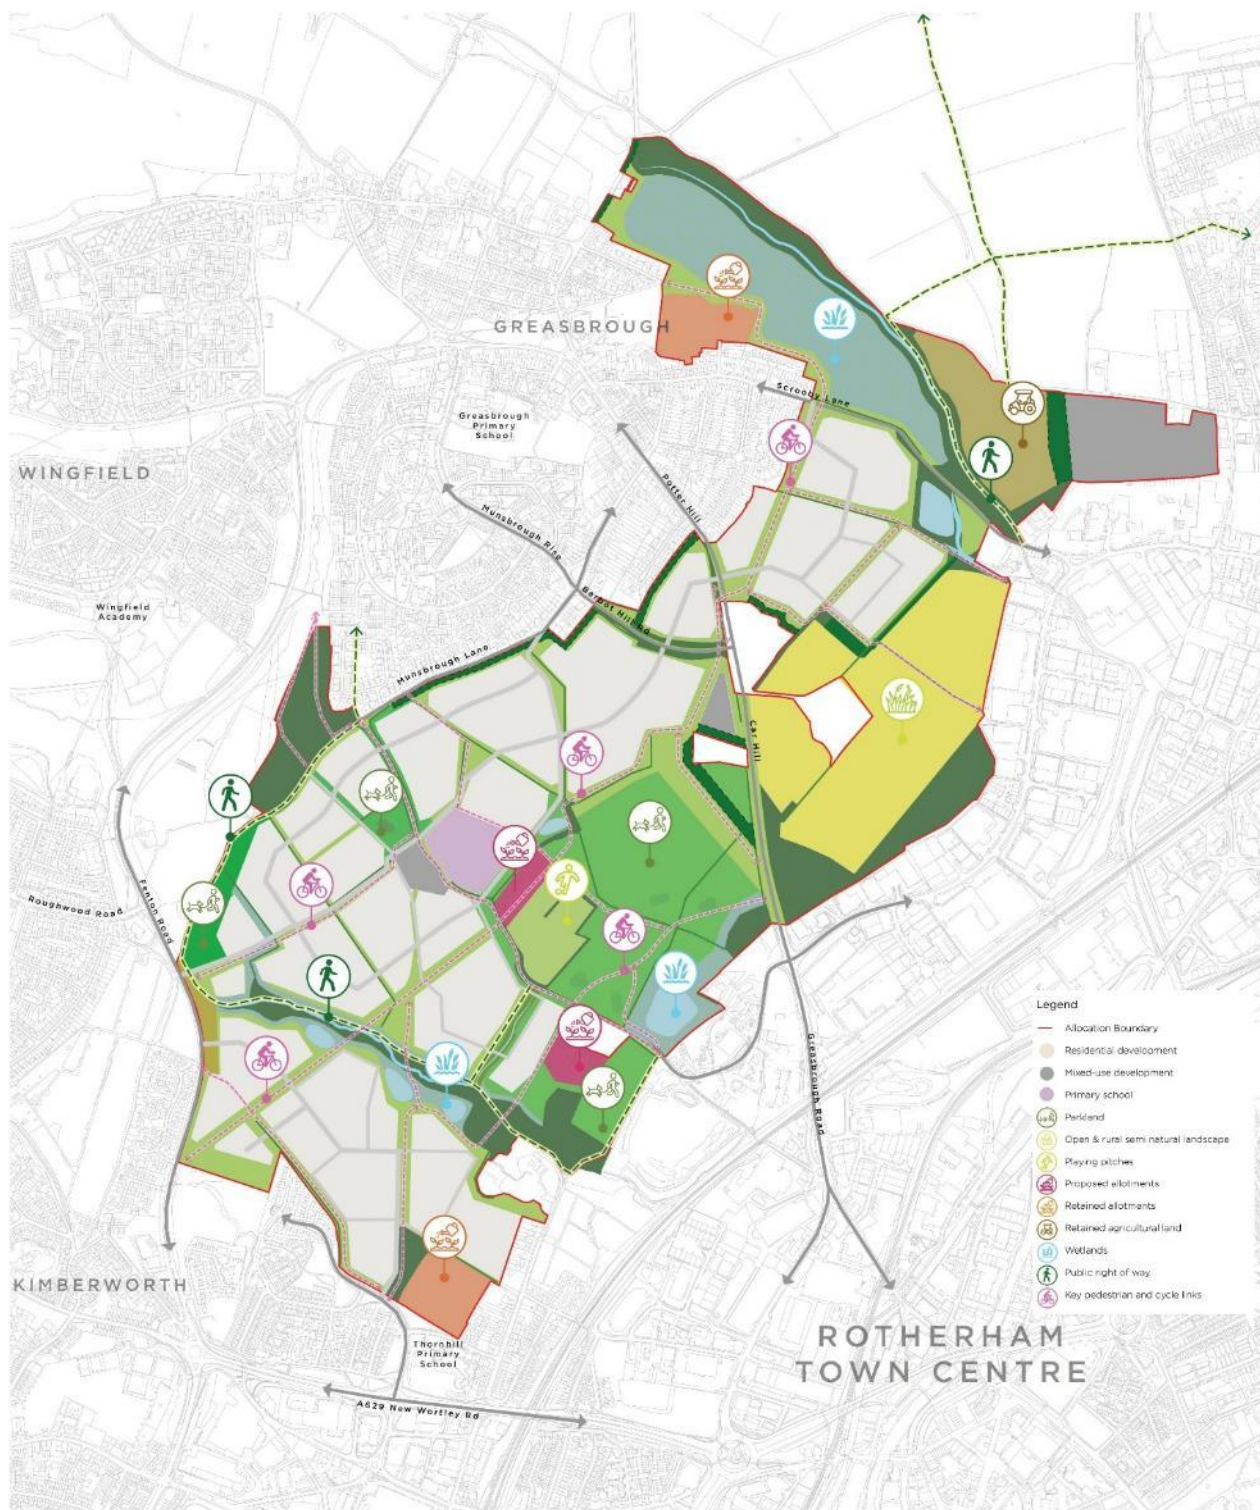 GREASBROUGH
Scrooby Lane
Greasbrough
Primary
School
WINGFIELD
Potter Hill
Munsbrough Rise
Wingfield
Academy
Barbot Hill Rd
Munsbrough Lane
Car Hill
Roughwood Road
Fenton Road
Legend
Allocation Boundary
Residential development
Mixed-use development
Primary school
Parkland
Open & rural semi natural landscape
Playing pitches
Proposed allotments
Retained allotments
Retained agricultural land
Wetlands
Public right of way
Key pedestrian and cycle links
Greasbrough Road
KIMBERWORTH
ROTHERHAM
TOWN CENTRE
Thornhill
Primary
School
A629 New Wortley Rd